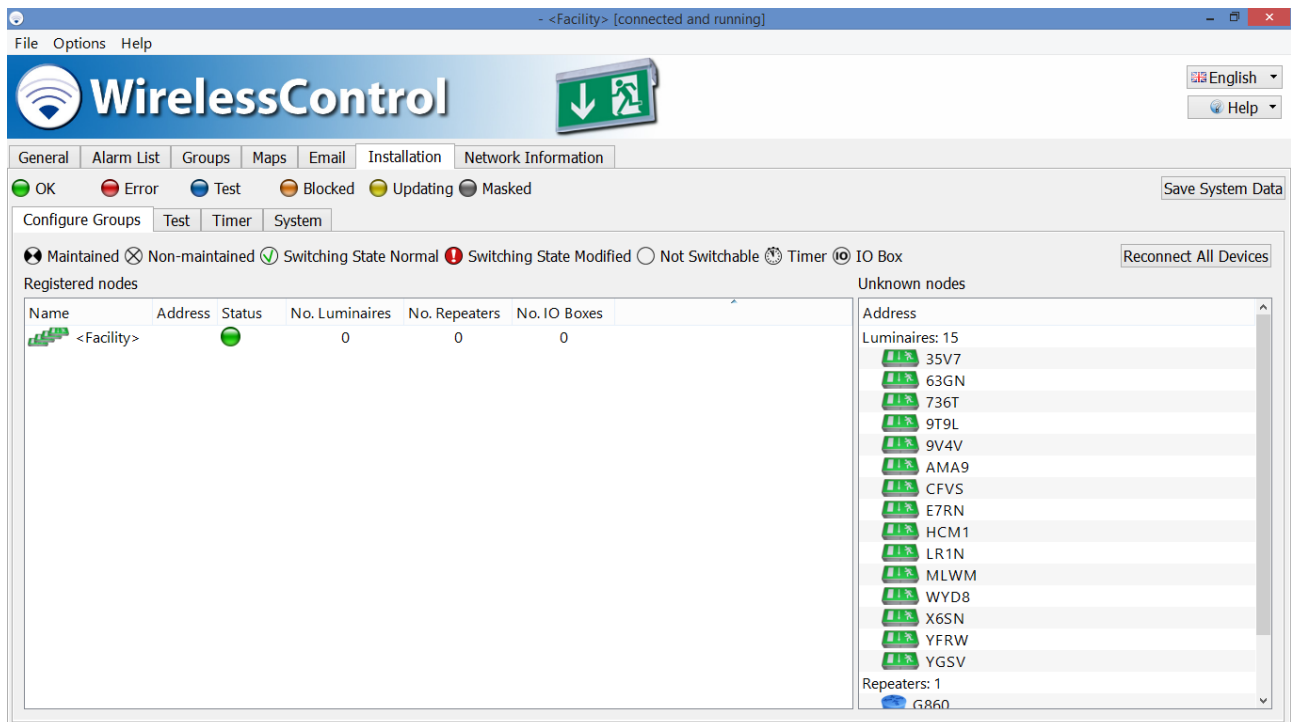 - <Facility> [connected and running]
File Options Help
WirelessControl
English
Help
General Alarm List Groups Maps Email Installation Network Information
OK Error Test Blocked Updating Masked Save System Data
Configure Groups Test Timer System
Maintained Non-maintained Switching State Normal Switching State Modified Not Switchable Timer IO IO Box Reconnect All Devices
Registered nodes Unknown nodes
Name Address Status No. Luminaires No. Repeaters No. IO Boxes Address
<Facility> 0 0 0
Luminaires: 15
35V7
63GN
736T
9T9L
9V4V
AMA9
CFVS
E7RN
HCM1
LR1N
MLWM
WYD8
X6SN
YFRW
YGSV
Repeaters: 1
G860